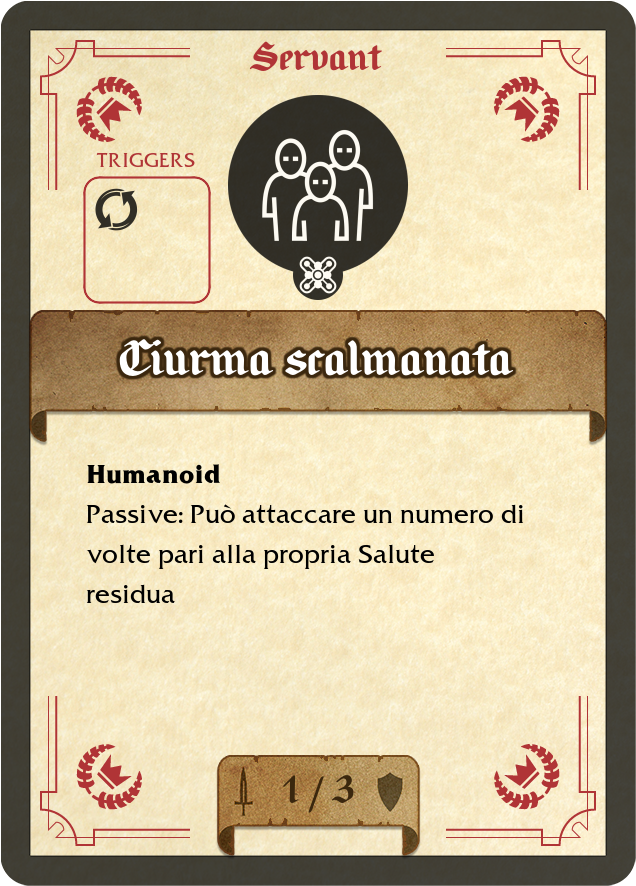 Servant
TRIGGERS
Ciurma scalmanata
Humanoid
Passive: Può attaccare un numero di
volte pari alla propria Salute
residua
1 / 3